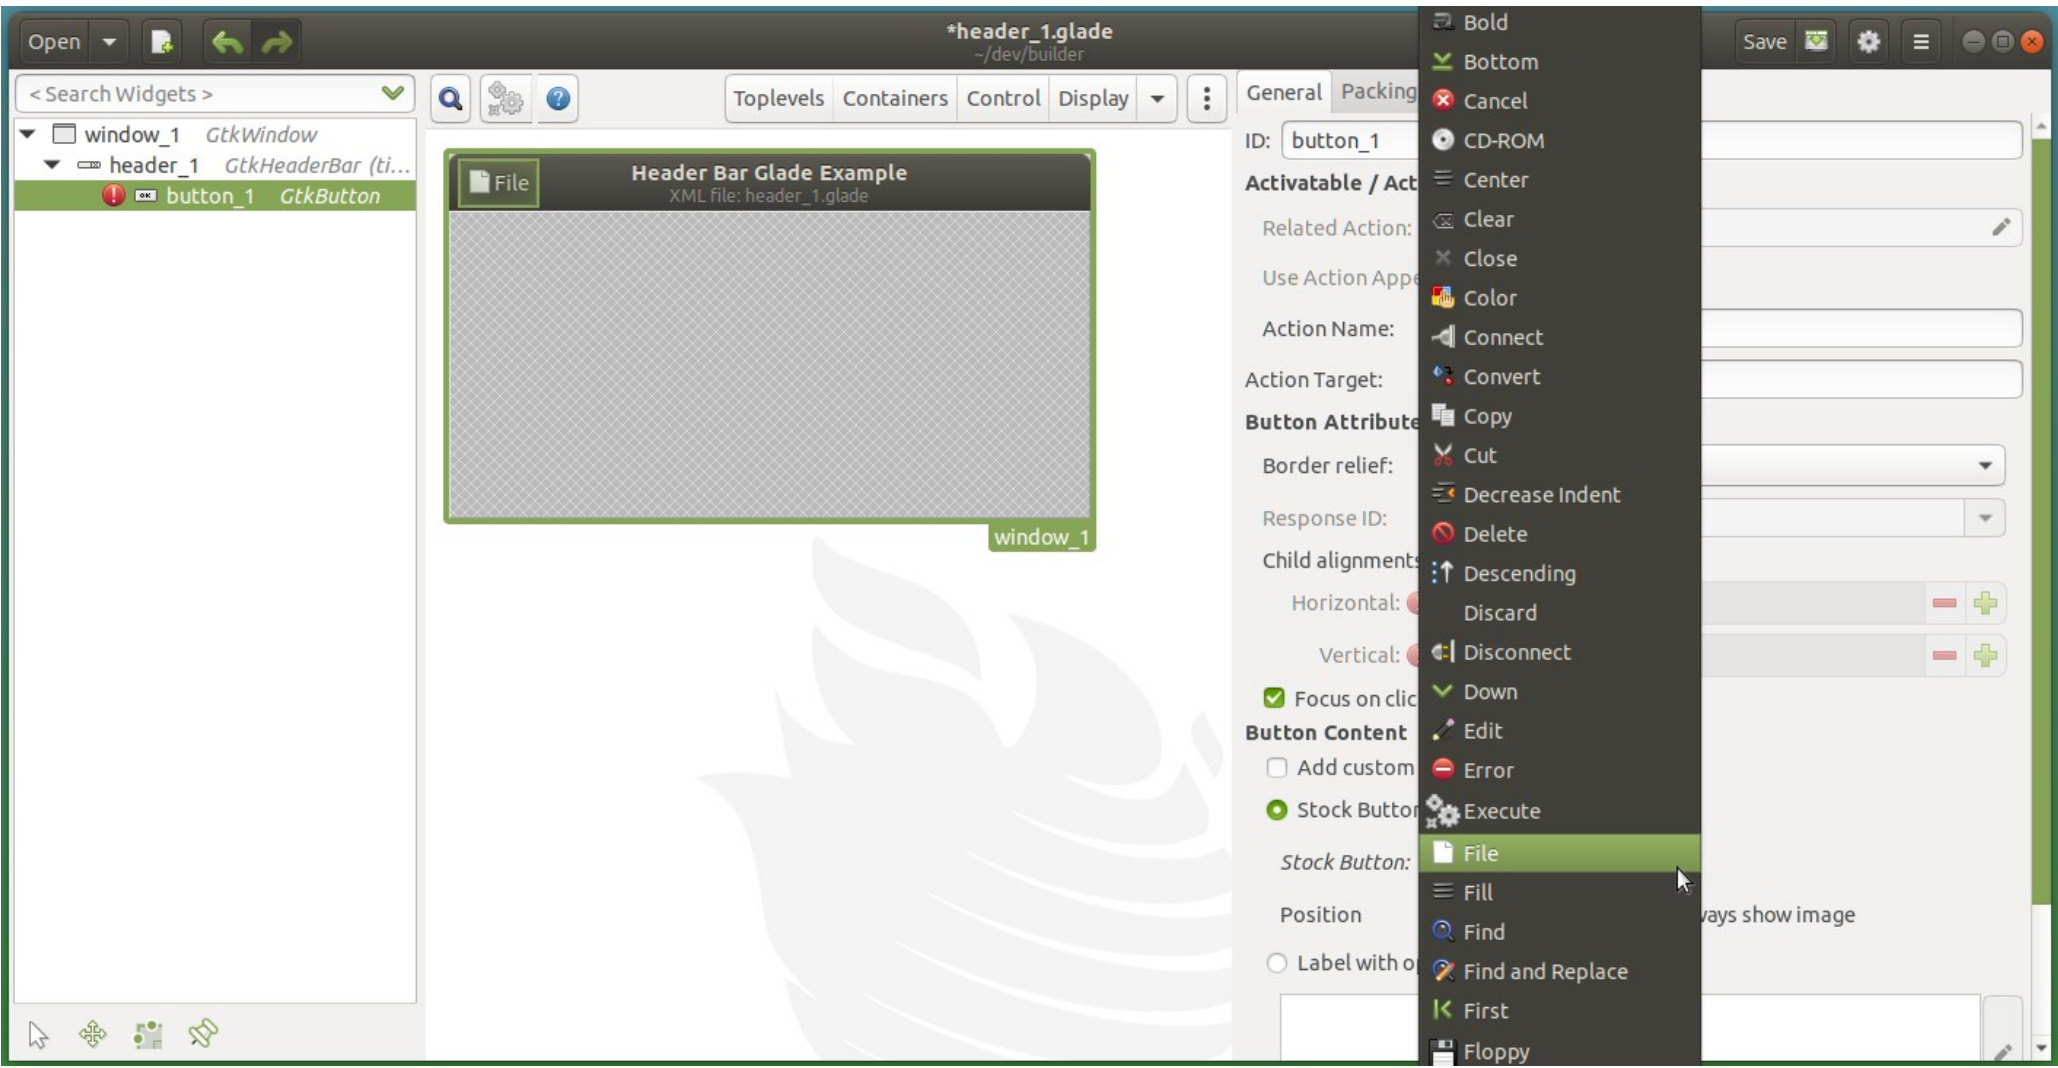 Open
*header_1.glade
~/dev/builder
Save
< Search Widgets >
window_1 GtkWindow
header_1 GtkHeaderBar (ti...
button_1 GtkButton
Toplevels Containers Control Display
File
Header Bar Glade Example
XML file: header_1.glade
window_1
General Packing
ID: button_1
Activatable / Act
Related Action:
Use Action Appe
Action Name:
Action Target:
Button Attribute
Border relief:
Response ID:
Child alignments
Horizontal:
Vertical:
Focus on clic
Button Content
Add custom
Stock Button
Stock Button:
Position
ways show image
Label with op
Bold
Bottom
Cancel
CD-ROM
Center
Clear
Close
Color
Connect
Convert
Copy
Cut
Decrease Indent
Delete
Descending
Discard
Disconnect
Down
Edit
Error
Execute
File
Fill
Find
Find and Replace
First
Floppy